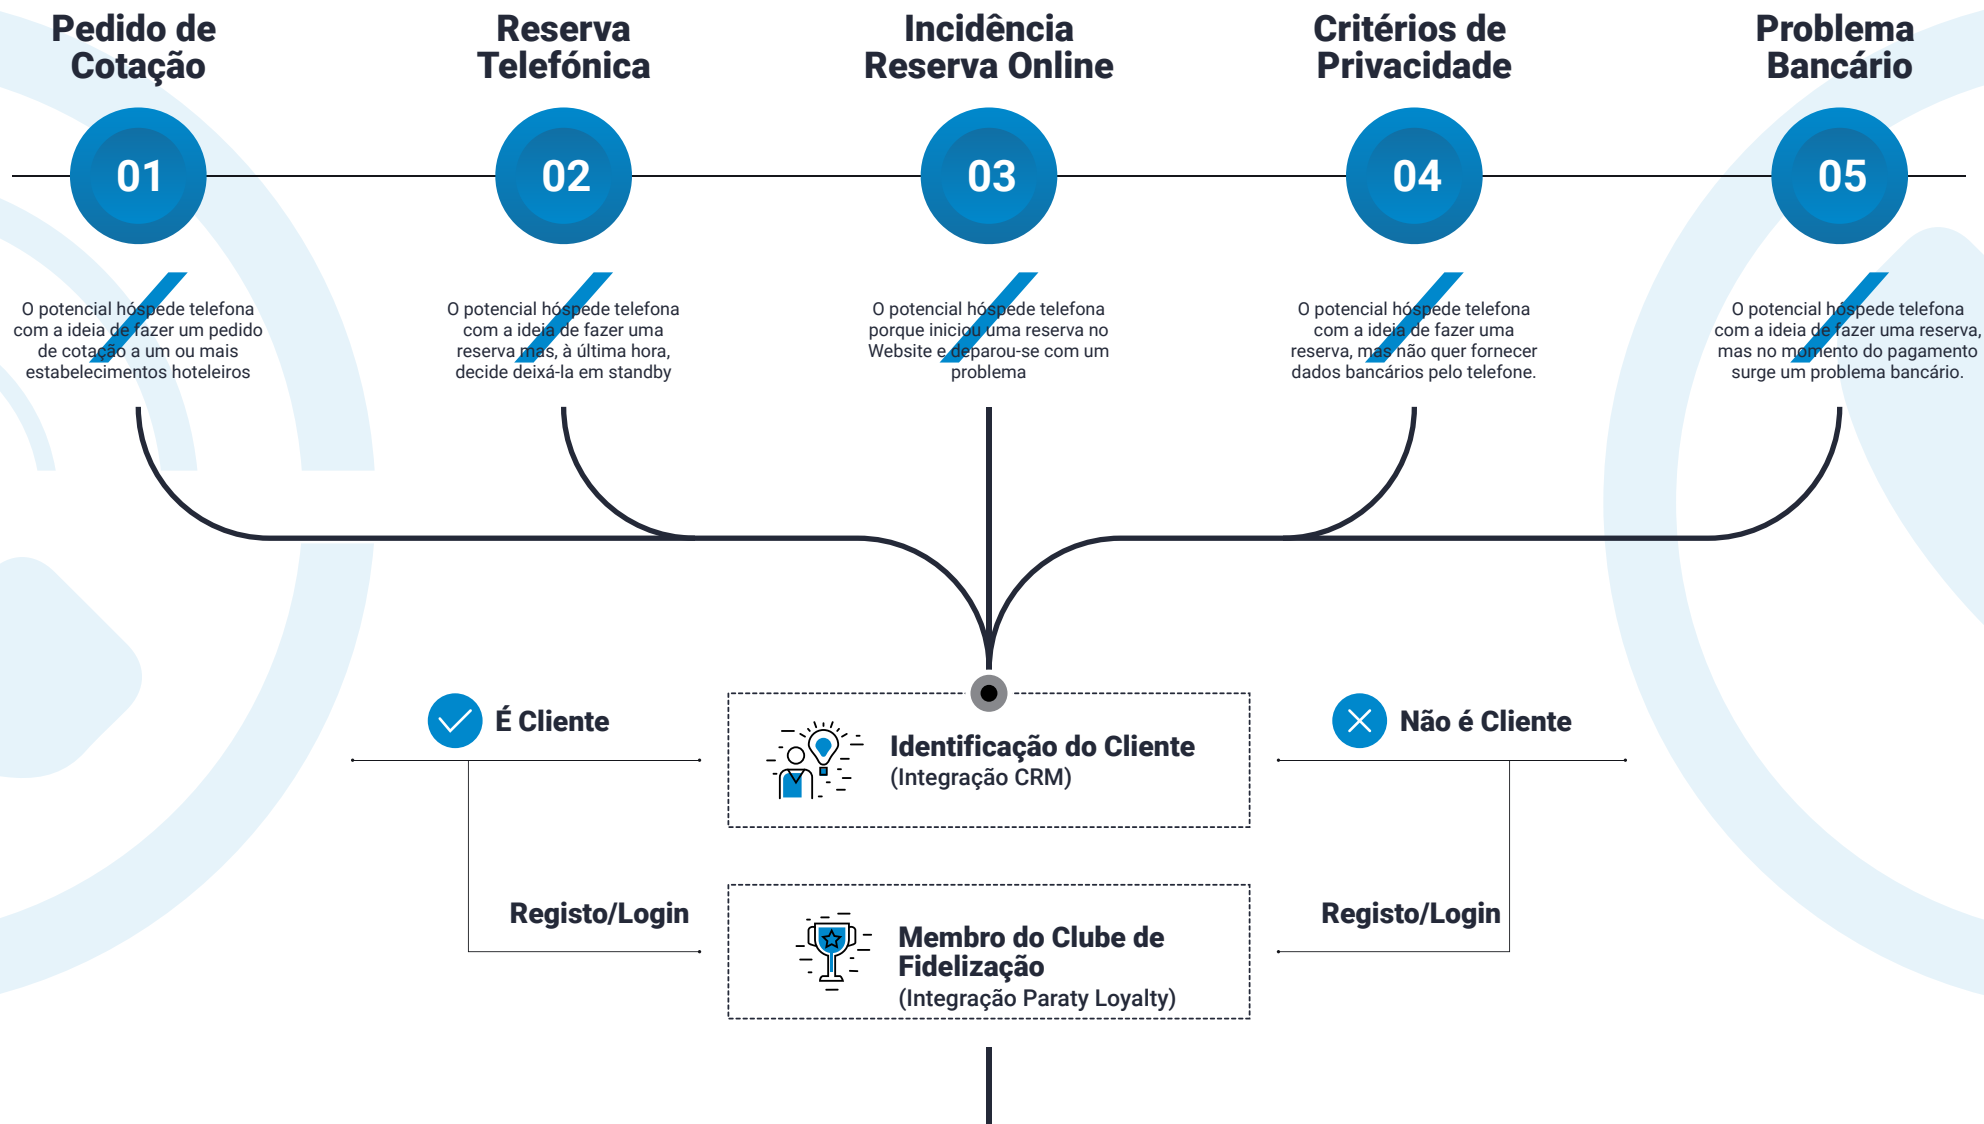 Pedido de
Cotação
Reserva
Telefónica
Incidência
Reserva Online
Critérios de
Privacidade
Problema
Bancário
01
02
03
04
05
O potencial hóspede telefona
com a ideia de fazer um pedido
de cotação a um ou mais
estabelecimentos hoteleiros
O potencial hóspede telefona
com a ideia de fazer uma
reserva mas, à última hora,
decide deixá-la em standby
O potencial hóspede telefona
porque iniciou uma reserva no
Website e deparou-se com um
problema
O potencial hóspede telefona
com a ideia de fazer uma
reserva, mas não quer fornecer
dados bancários pelo telefone.
O potencial hóspede telefona
com a ideia de fazer uma reserva,
mas no momento do pagamento
surge um problema bancário.
É Cliente
Identificação do Cliente
(Integração CRM)
Não é Cliente
Registo/Login
Membro do Clube de
Fidelização
(Integração Paraty Loyalty)
Registo/Login